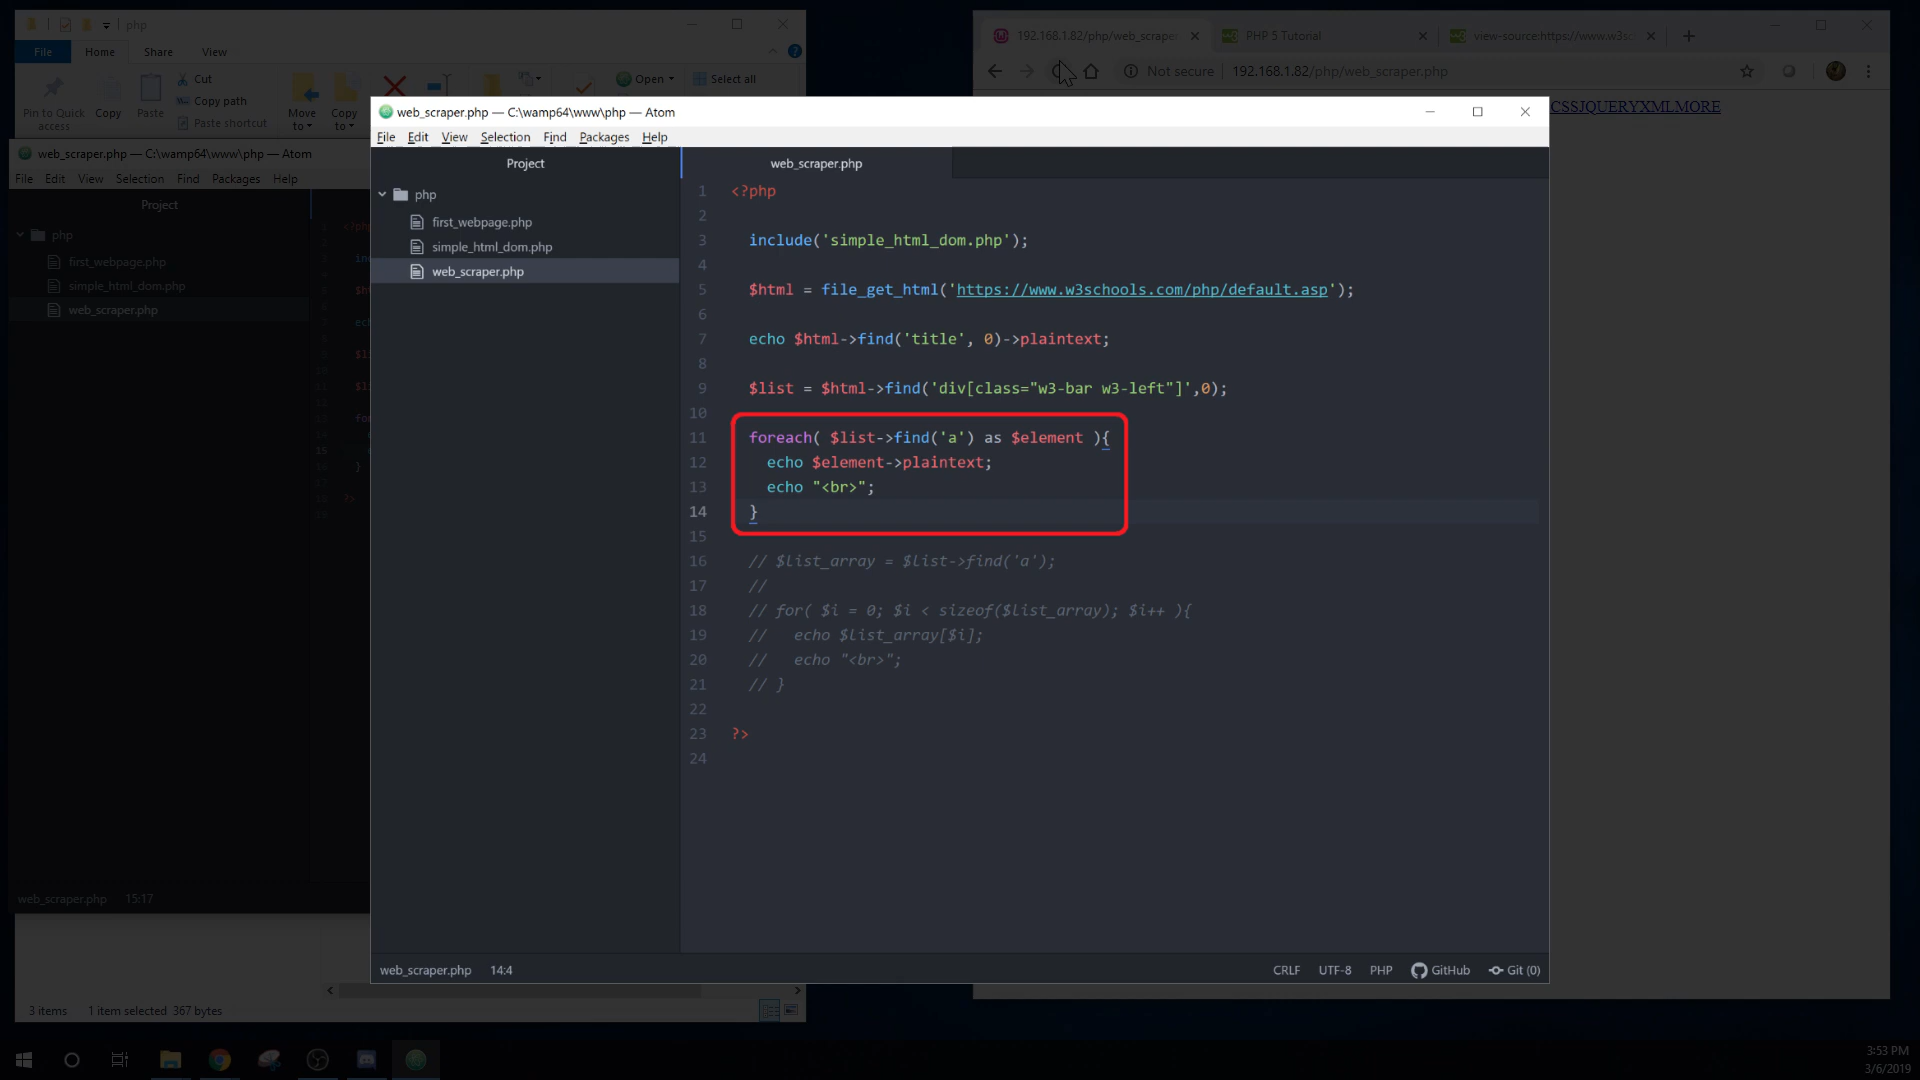 php
File Home Share View
Pin to Quick access
Copy
Paste
Cut
Copy path
Paste shortcut
Move to
Copy to
Open
Select all
192.168.1.82/php/web_scraper
PHP 5 Tutorial
view-source:https://www.w3sc
Not secure 192.168.1.82/php/web_scraper.php
CSSJQUERYXMLMORE
web_scraper.php — C:\wamp64\www\php — Atom
File Edit View Selection Find Packages Help
Project
php
first_webpage.php
simple_html_dom.php
web_scraper.php
web_scraper.php 15:17
3 items 1 item selected 367 bytes
web_scraper.php — C:\wamp64\www\php — Atom
File Edit View Selection Find Packages Help
Project
php
first_webpage.php
simple_html_dom.php
web_scraper.php
web_scraper.php
1 <?php
2
3 include('simple_html_dom.php');
4
5 $html = file_get_html('https://www.w3schools.com/php/default.asp');
6
7 echo $html->find('title', 0)->plaintext;
8
9 $list = $html->find('div[class="w3-bar w3-left"]',0);
10
11 foreach( $list->find('a') as $element ){
12 echo $element->plaintext;
13 echo "<br>";
14 }
15
16 // $list_array = $list->find('a');
17 //
18 // for( $i = 0; $i < sizeof($list_array); $i++ ){
19 // echo $list_array[$i];
20 // echo "<br>";
21 // }
22
23 ?>
24
web_scraper.php 14:4
CRLF UTF-8 PHP GitHub Git (0)
3:53 PM
3/6/2019